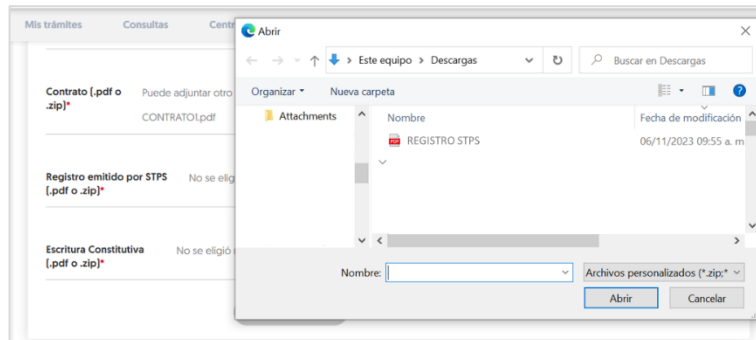 Mis trámites Consultas Centr
Abrir
Este equipo > Descargas
Buscar en Descargas
Organizar Nueva carpeta
Attachments
Nombre Fecha de modificación
REGISTRO STPS 06/11/2023 09:55 a. m
Contrato (.pdf o .zip)*
Puede adjuntar otro
CONTRATO1.pdf
Registro emitido por STPS (.pdf o .zip)*
No se elig
Escritura Constitutiva (.pdf o .zip)*
No se eligió
Nombre:
Archivos personalizados (*.zip;*
Abrir Cancelar